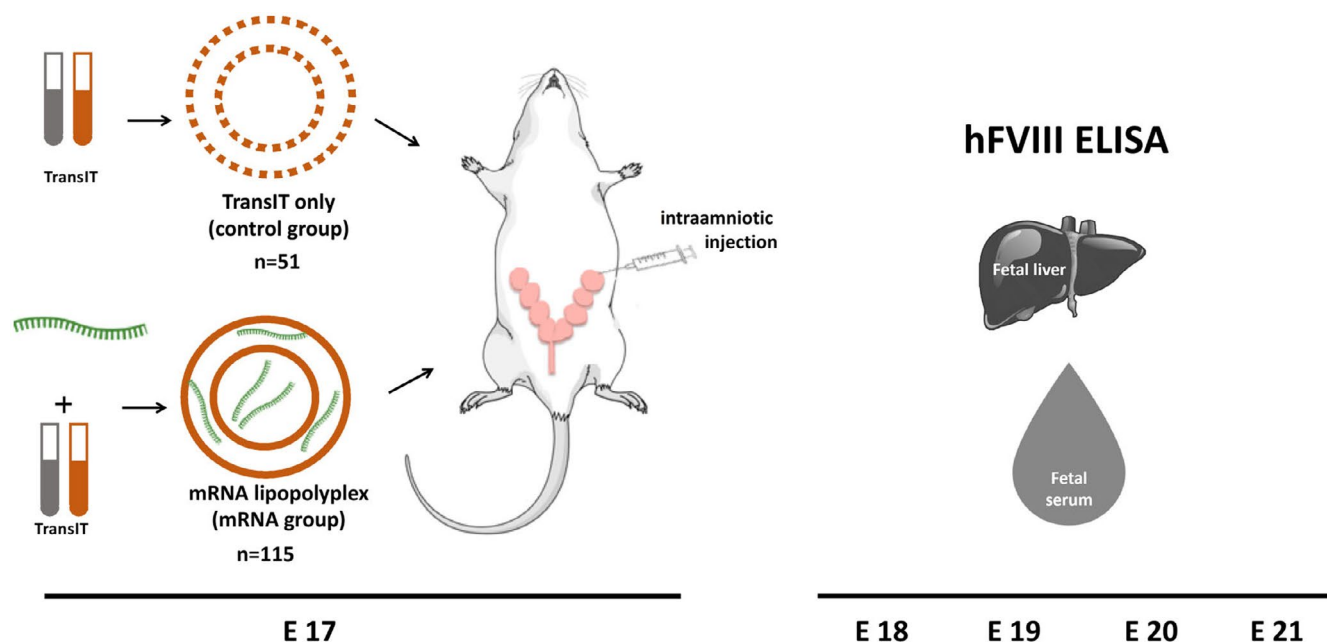 TransIT
TransIT only
(control group)
n=51
+
TransIT
mRNA lipopolyplex
(mRNA group)
n=115
intraamniotic
injection
E 17
hFVIII ELISA
Fetal liver
Fetal
serum
E 18 E 19 E 20 E 21